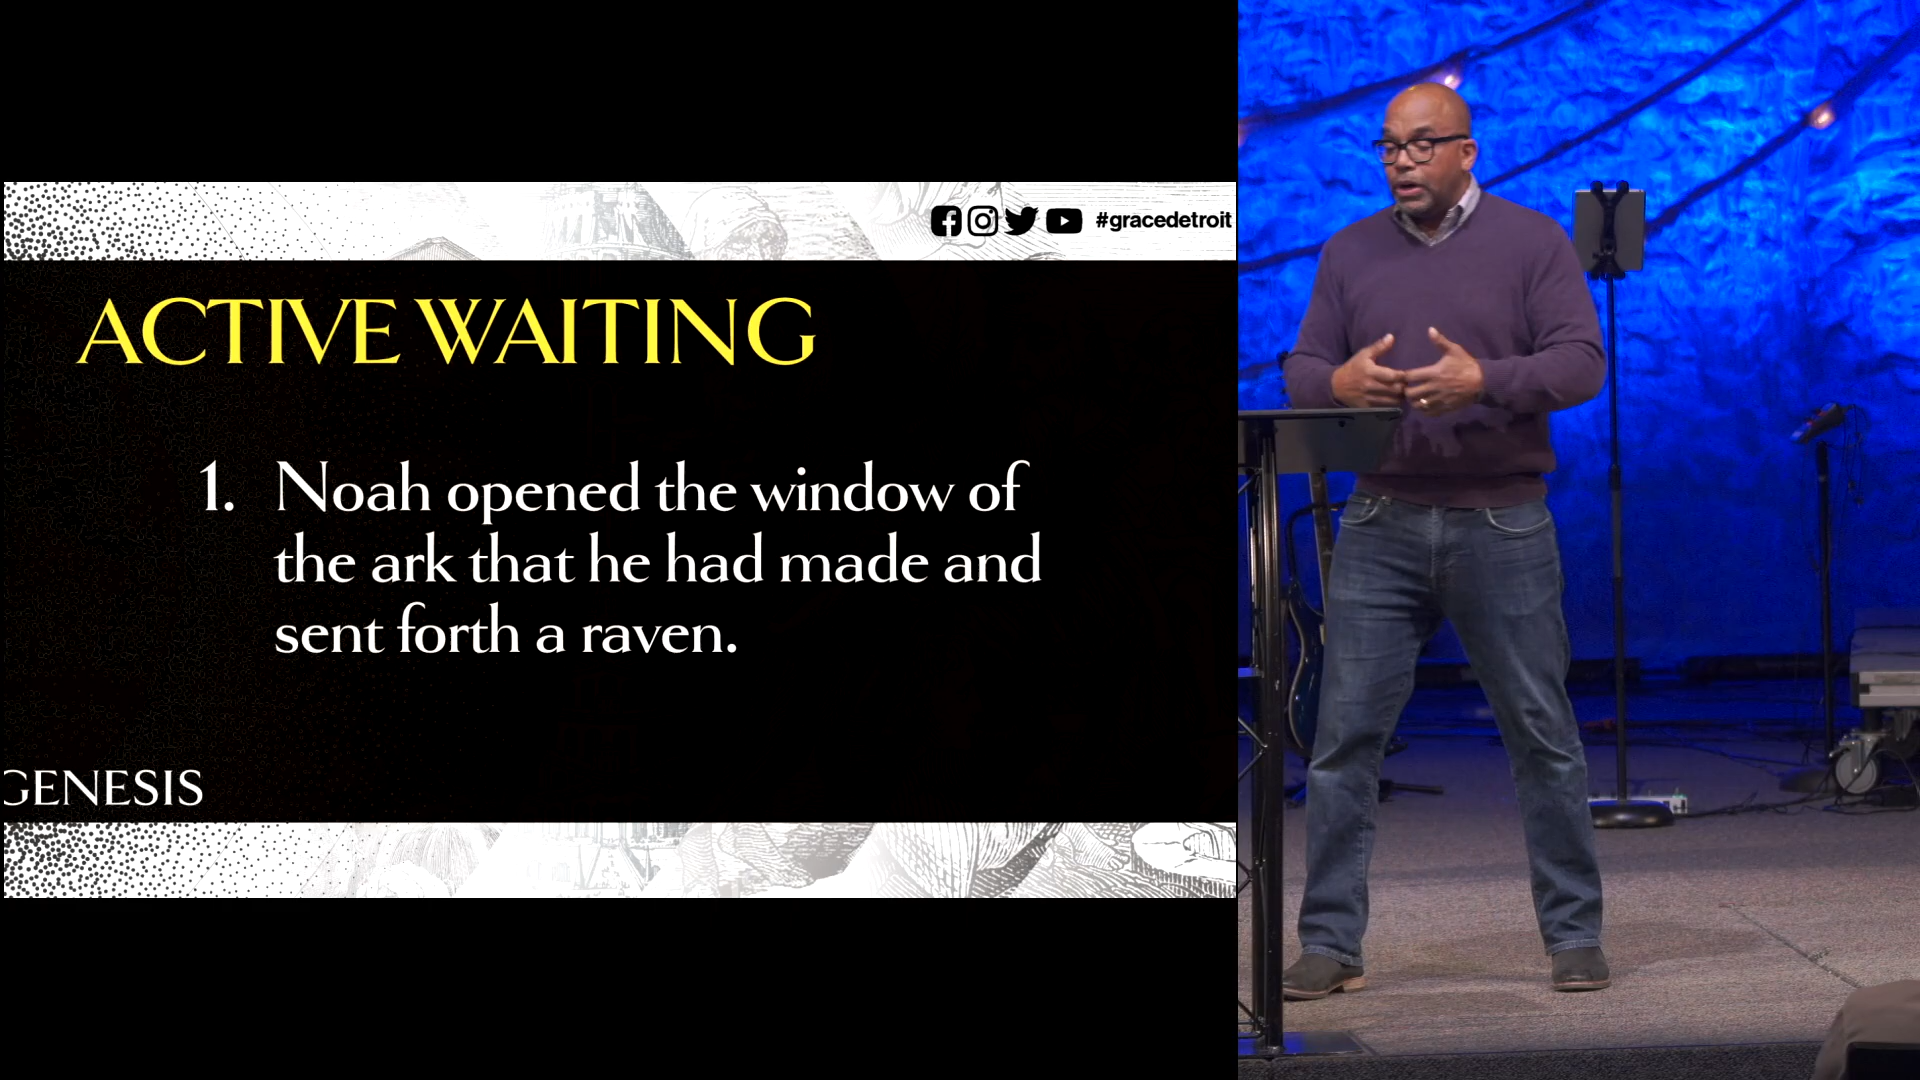 #gracedetroit
ACTIVE WAITING
1. Noah opened the window of
the ark that he had made and
sent forth a raven.
GENESIS